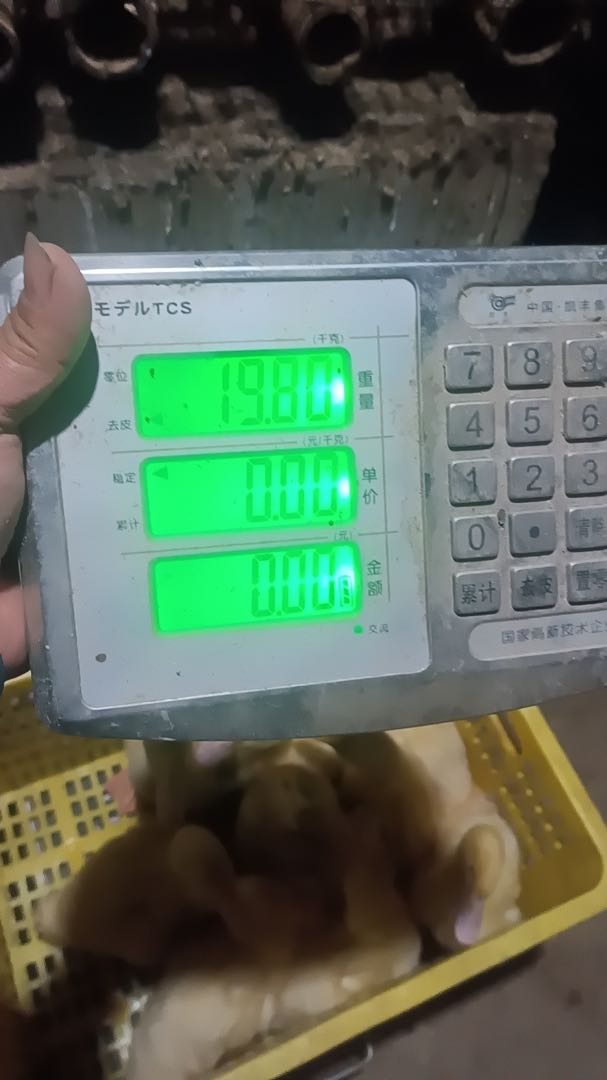 モデルTCS
中国·凯丰集
(千克)
零位
19.80
重量
去皮
(元/千克)
稳定
0.00
单价
累计
(元)
0.00
金额
交流
7 8 9
4 5 6
1 2 3
0 • 清除
累计 去皮 置零
国家高新技术企业